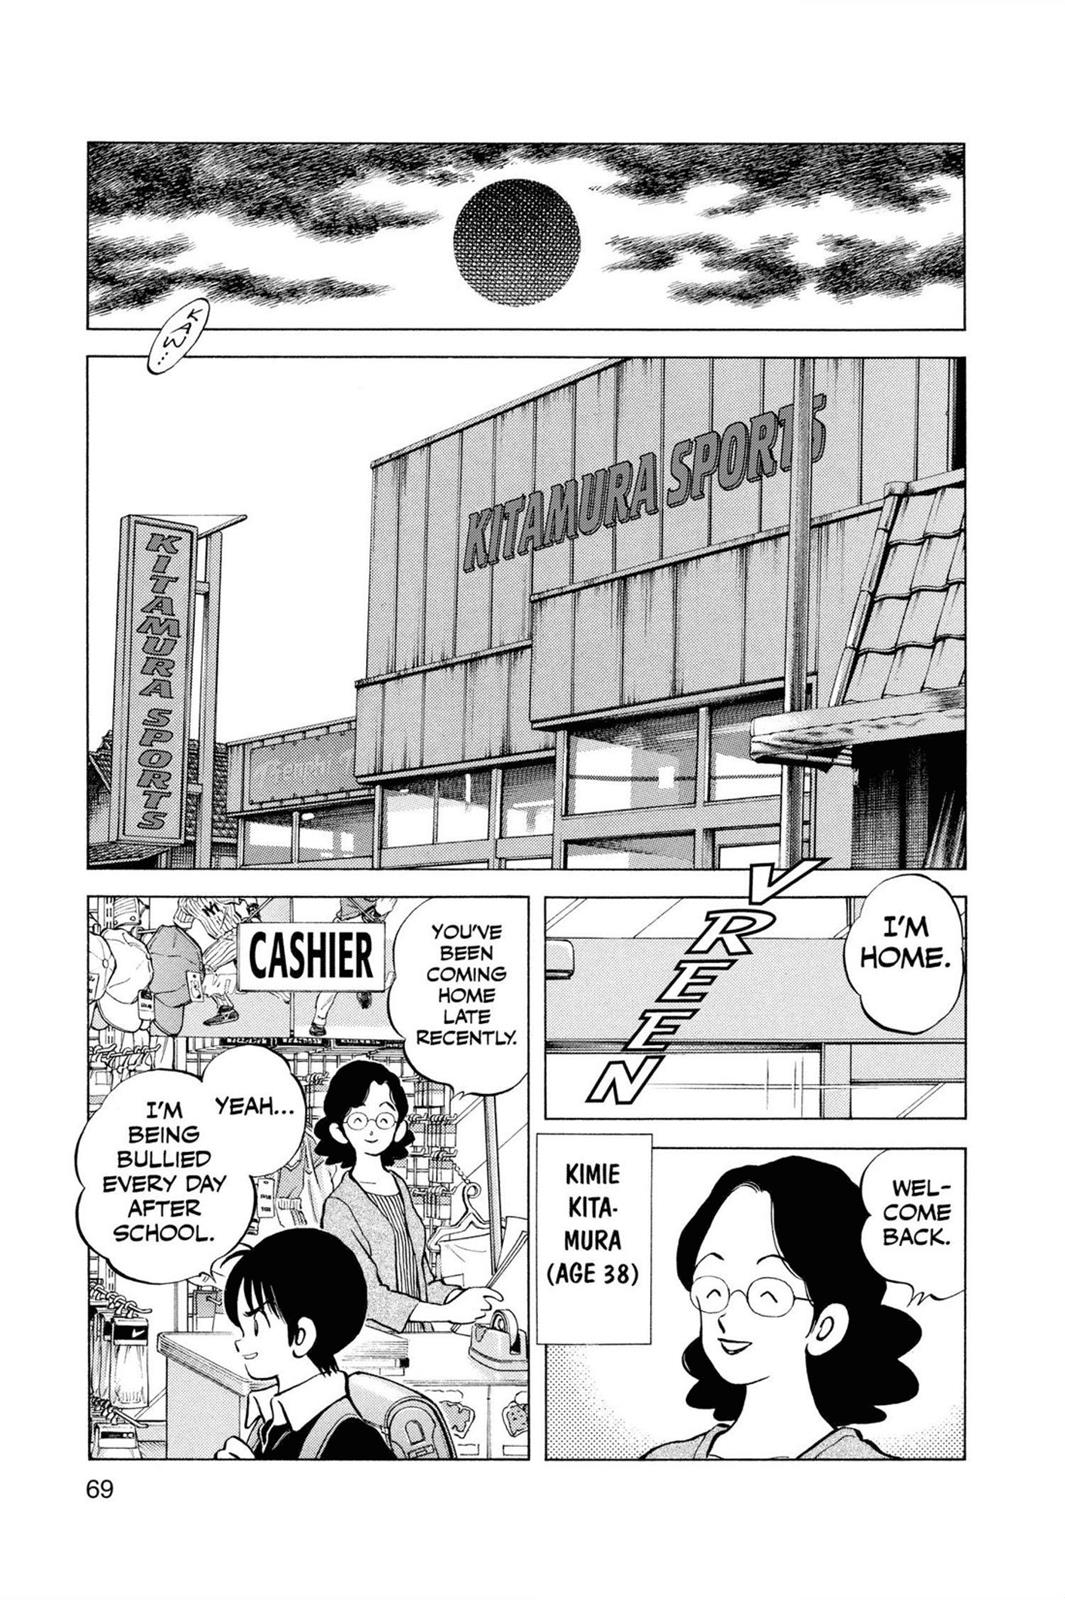 KAW...
KITAMURA SPORTS
KITAMURA SPORTS
VREEEN
I'M
HOME.
KIMIE
KITA-
MURA
(AGE 38)
WEL-
COME
BACK.
CASHIER
YOU'VE
BEEN
COMING
HOME
LATE
RECENTLY.
YEAH...
I'M
BEING
BULLIED
EVERY DAY
AFTER
SCHOOL.
69